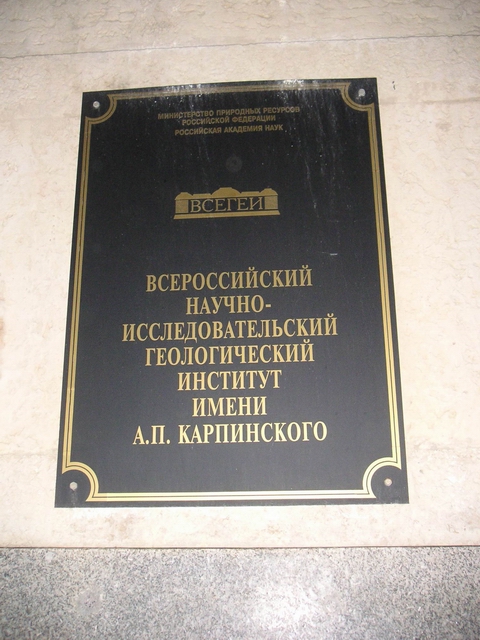 МИНИСТЕРСТВО ПРИРОДНЫХ РЕСУРСОВ
РОССИЙСКОЙ ФЕДЕРАЦИИ
РОССИЙСКАЯ АКАДЕМИЯ НАУК
ВСЕГЕИ
ВСЕРОССИЙСКИЙ
НАУЧНО-
ИССЛЕДОВАТЕЛЬСКИЙ
ГЕОЛОГИЧЕСКИЙ
ИНСТИТУТ
ИМЕНИ
А.П. КАРПИНСКОГО